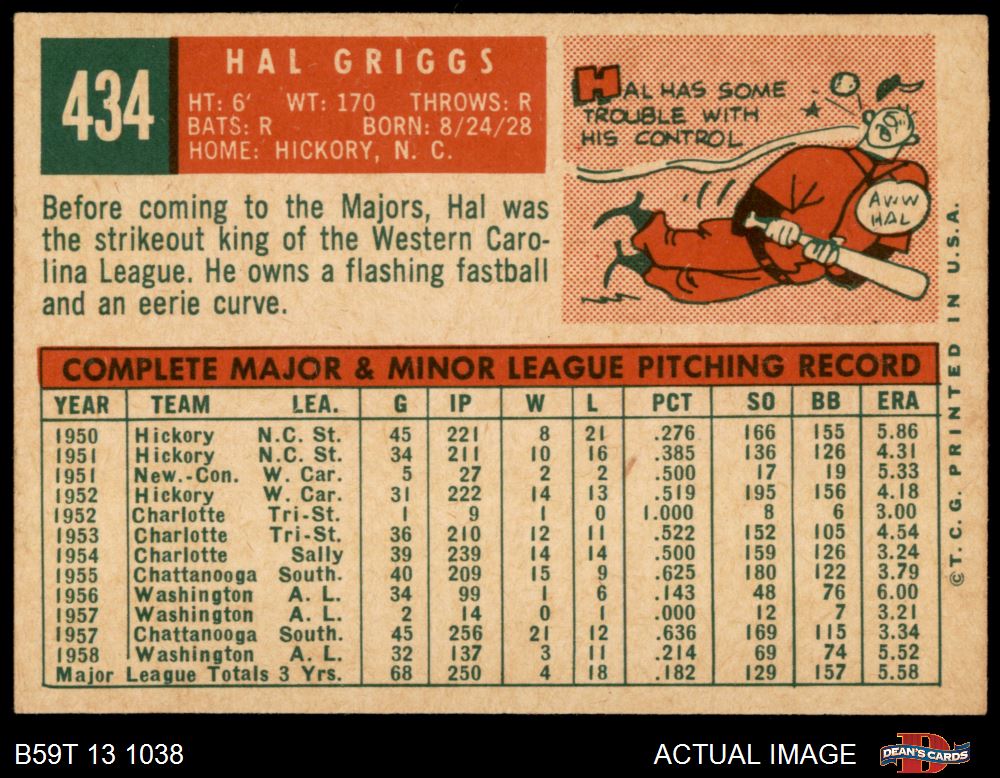 434
HAL GRIGGS
HT: 6' WT: 170 THROWS: R
BATS: R BORN: 8/24/28
HOME: HICKORY, N. C.
HAL HAS SOME
TROUBLE WITH
HIS CONTROL
AWW
HAL
Before coming to the Majors, Hal was
the strikeout king of the Western Caro-
lina League. He owns a flashing fastball
and an eerie curve.
COMPLETE MAJOR & MINOR LEAGUE PITCHING RECORD
YEAR TEAM LEA. G IP W L PCT SO BB ERA
1950 Hickory N.C. St. 45 221 8 21 .276 166 155 5.86
1951 Hickory N.C. St. 34 211 10 16 .385 136 126 4.31
1951 New.-Con. W. Car. 5 27 2 2 .500 17 19 5.33
1952 Hickory W. Car. 31 222 14 13 .519 195 156 4.18
1952 Charlotte Tri-St. 1 9 1 0 1.000 8 6 3.00
1953 Charlotte Tri-St. 36 210 12 11 .522 152 105 4.54
1954 Charlotte Sally 39 239 14 14 .500 159 126 3.24
1955 Chattanooga South. 40 209 15 9 .625 180 122 3.79
1956 Washington A. L. 34 99 1 6 .143 48 76 6.00
1957 Washington A. L. 2 14 0 1 .000 12 7 3.21
1957 Chattanooga South. 45 256 21 12 .636 169 115 3.34
1958 Washington A. L. 32 137 3 11 .214 69 74 5.52
Major League Totals 3 Yrs. 68 250 4 18 .182 129 157 5.58
© T. C. G. PRINTED IN U.S.A.
B59T 13 1038
ACTUAL IMAGE
DEAN'S CARDS